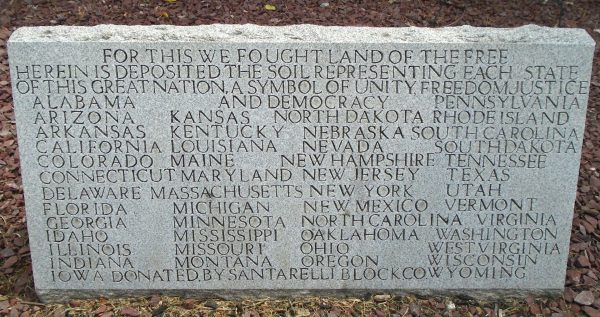 FOR THIS WE FOUGHT LAND OF THE FREE
HEREIN IS DEPOSITED THE SOIL REPRESENTING EACH STATE
OF THIS GREAT NATION, A SYMBOL OF UNITY, FREEDOM, JUSTICE
ALABAMA AND DEMOCRACY PENNSYLVANIA
ARIZONA KANSAS NORTH DAKOTA RHODE ISLAND
ARKANSAS KENTUCKY NEBRASKA SOUTH CAROLINA
CALIFORNIA LOUISIANA NEVADA SOUTH DAKOTA
COLORADO MAINE NEW HAMPSHIRE TENNESSEE
CONNECTICUT MARYLAND NEW JERSEY TEXAS
DELAWARE MASSACHUSETTS NEW YORK UTAH
FLORIDA MICHIGAN NEW MEXICO VERMONT
GEORGIA MINNESOTA NORTH CAROLINA VIRGINIA
IDAHO MISSISSIPPI OAKLAHOMA WASHINGTON
ILLINOIS MISSOURI OHIO WEST VIRGINIA
INDIANA MONTANA OREGON WISCONSIN
IOWA DONATED, BY SANTARELLI BLOCK CO WYOMING